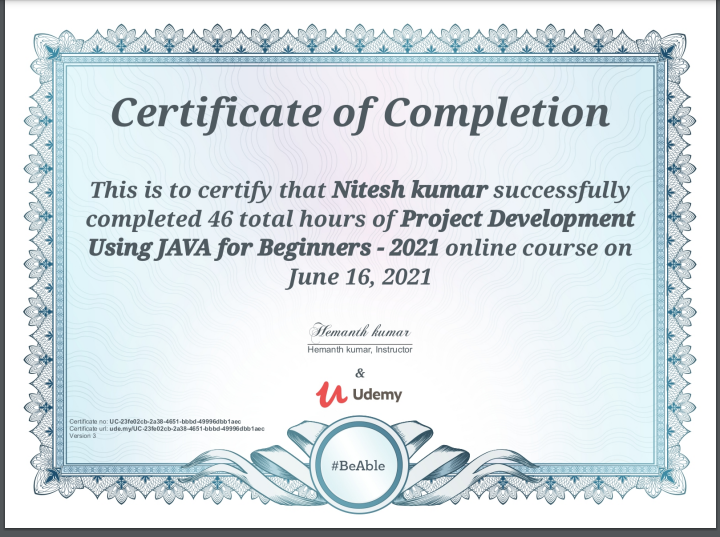 Certificate of Completion
This is to certify that Nitesh kumar successfully
completed 46 total hours of Project Development
Using JAVA for Beginners - 2021 online course on
June 16, 2021
Hemanth kumar
Hemanth kumar, Instructor
&
Udemy
Certificate no: UC-23fe02cb-2a38-4651-bbbd-49996dbb1aec
Certificate url: ude.my/UC-23fe02cb-2a38-4651-bbbd-49996dbb1aec
Version 3
#BeAble